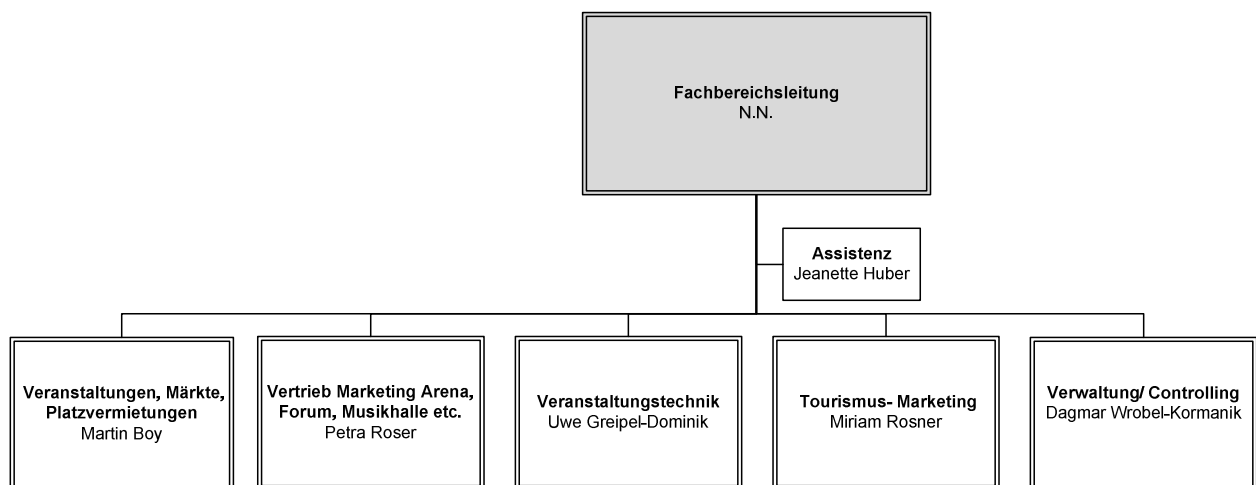 Fachbereichsleitung
N.N.
Assistenz
Jeanette Huber
Veranstaltungen, Märkte,
Platzvermietungen
Martin Boy
Vertrieb Marketing Arena,
Forum, Musikhalle etc.
Petra Roser
Veranstaltungstechnik
Uwe Greipel-Dominik
Tourismus- Marketing
Miriam Rosner
Verwaltung/ Controlling
Dagmar Wrobel-Kormanik